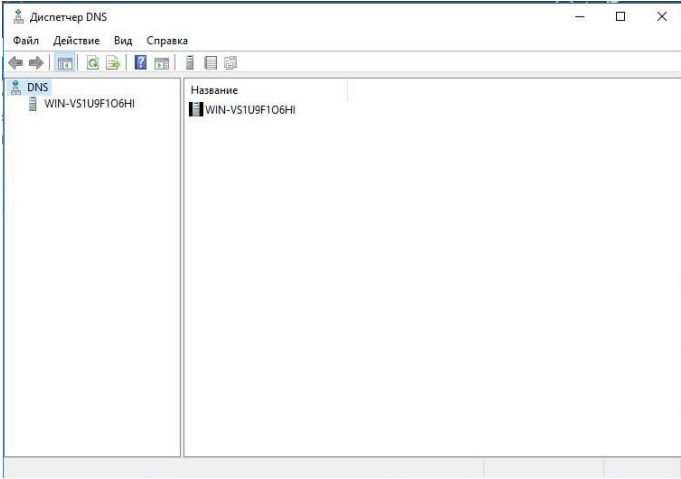 Диспетчер DNS
Файл Действие Вид Справка
DNS
WIN-VS1U9F1O6HI
Название
WIN-VS1U9F1O6HI